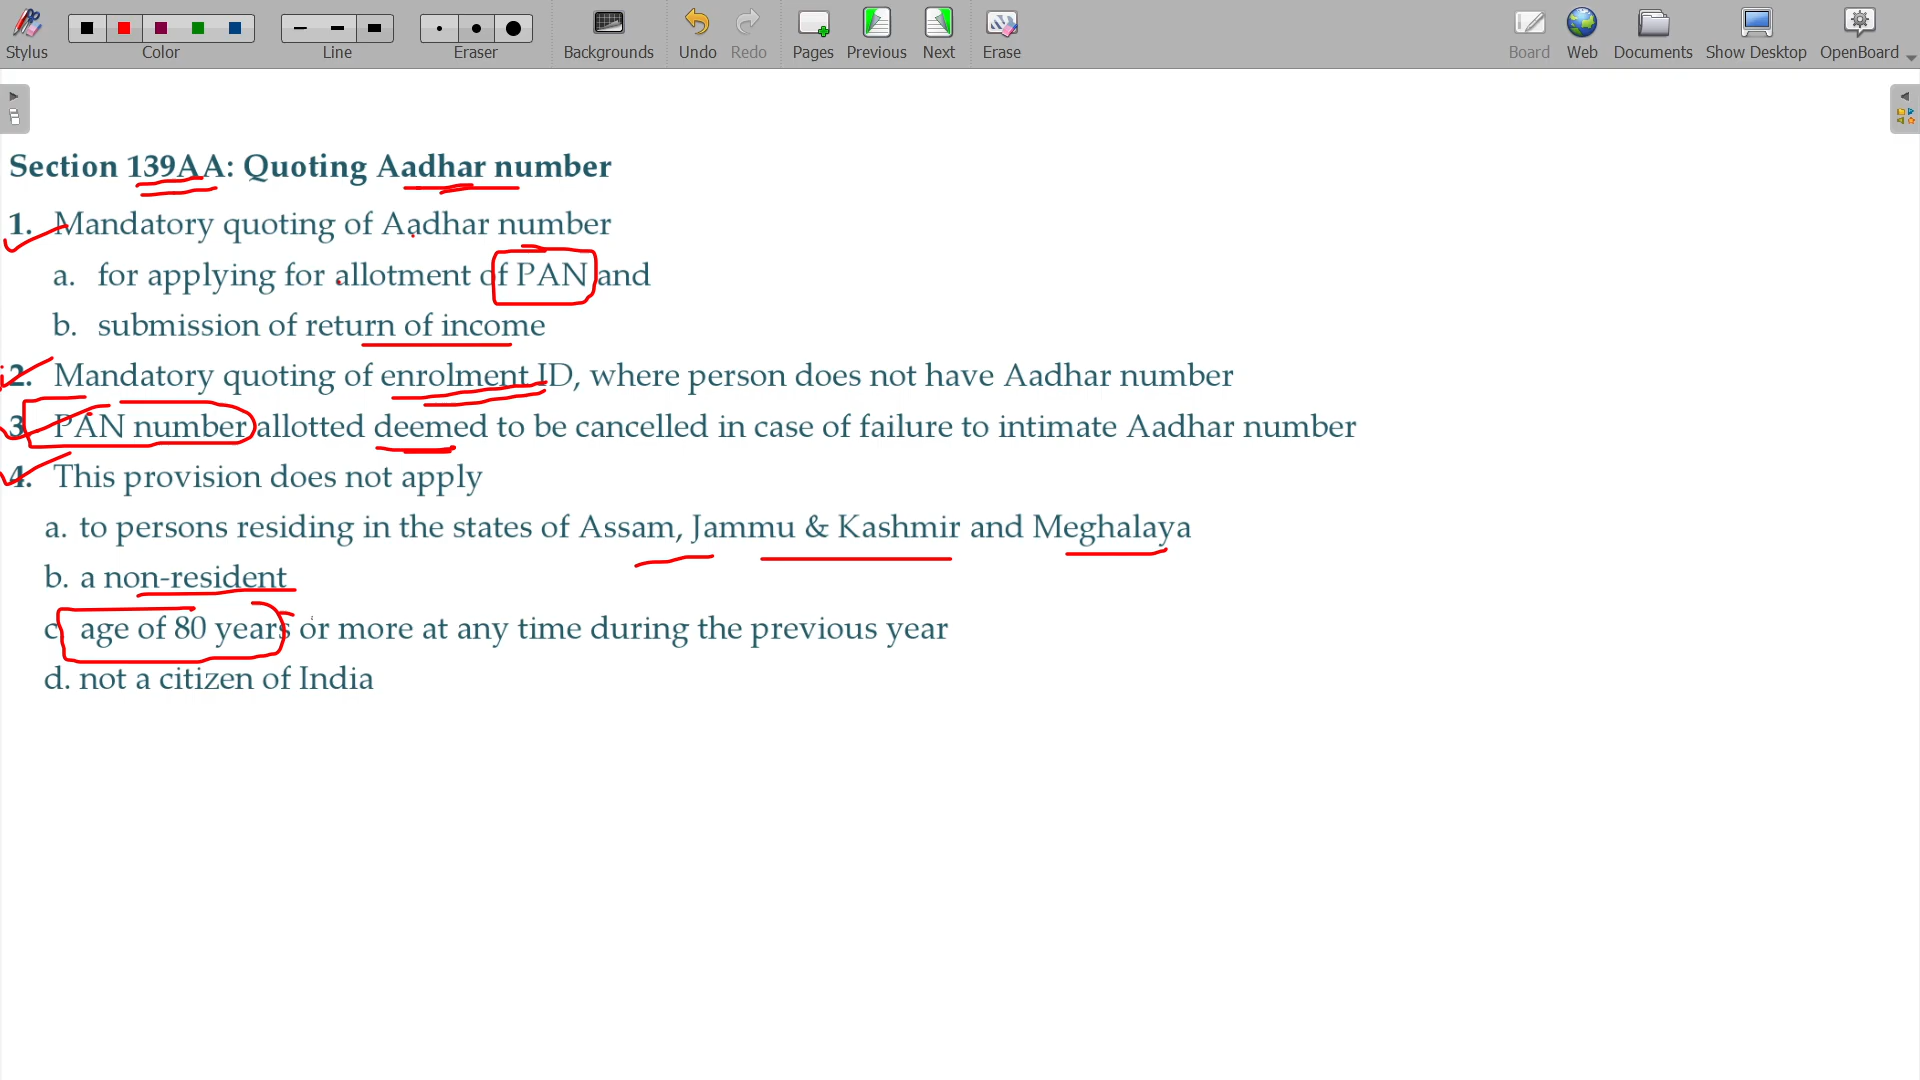 Stylus Color Line Eraser Backgrounds Undo Redo Pages Previous Next Erase Board Web Documents Show Desktop OpenBoard
Section 139AA: Quoting Aadhar number
1. Mandatory quoting of Aadhar number
a. for applying for allotment of PAN and
b. submission of return of income
2. Mandatory quoting of enrolment ID, where person does not have Aadhar number
3. PAN number allotted deemed to be cancelled in case of failure to intimate Aadhar number
4. This provision does not apply
a. to persons residing in the states of Assam, Jammu & Kashmir and Meghalaya
b. a non-resident
c. age of 80 years or more at any time during the previous year
d. not a citizen of India